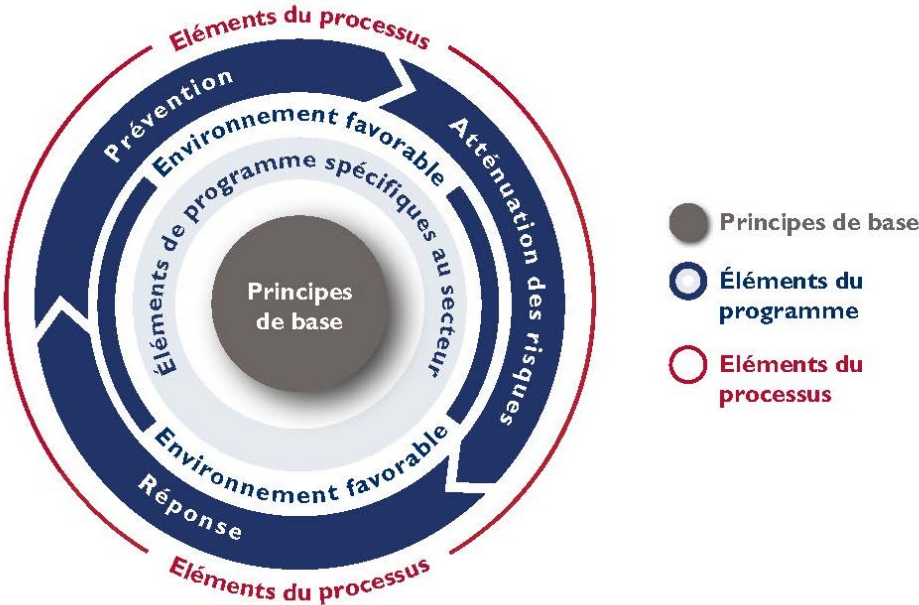 Eléments du processus
Prévention
Atténuation des risques
Environnement favorable
Éléments de programme spécifiques au secteur
Principes
de base
Environnement favorable
Réponse
Eléments du processus
Principes de base
Éléments du
programme
Eléments du
processus